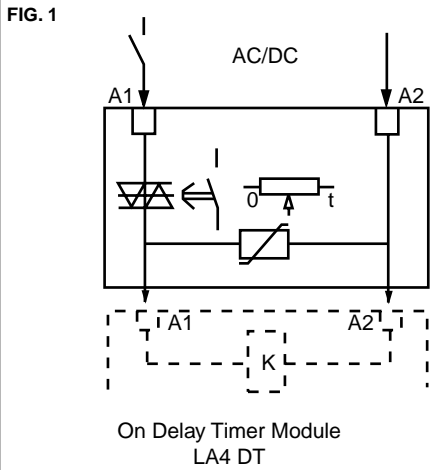 FIG. 1
AC/DC
A1
A2
0
t
A1
A2
K
On Delay Timer Module
LA4 DT